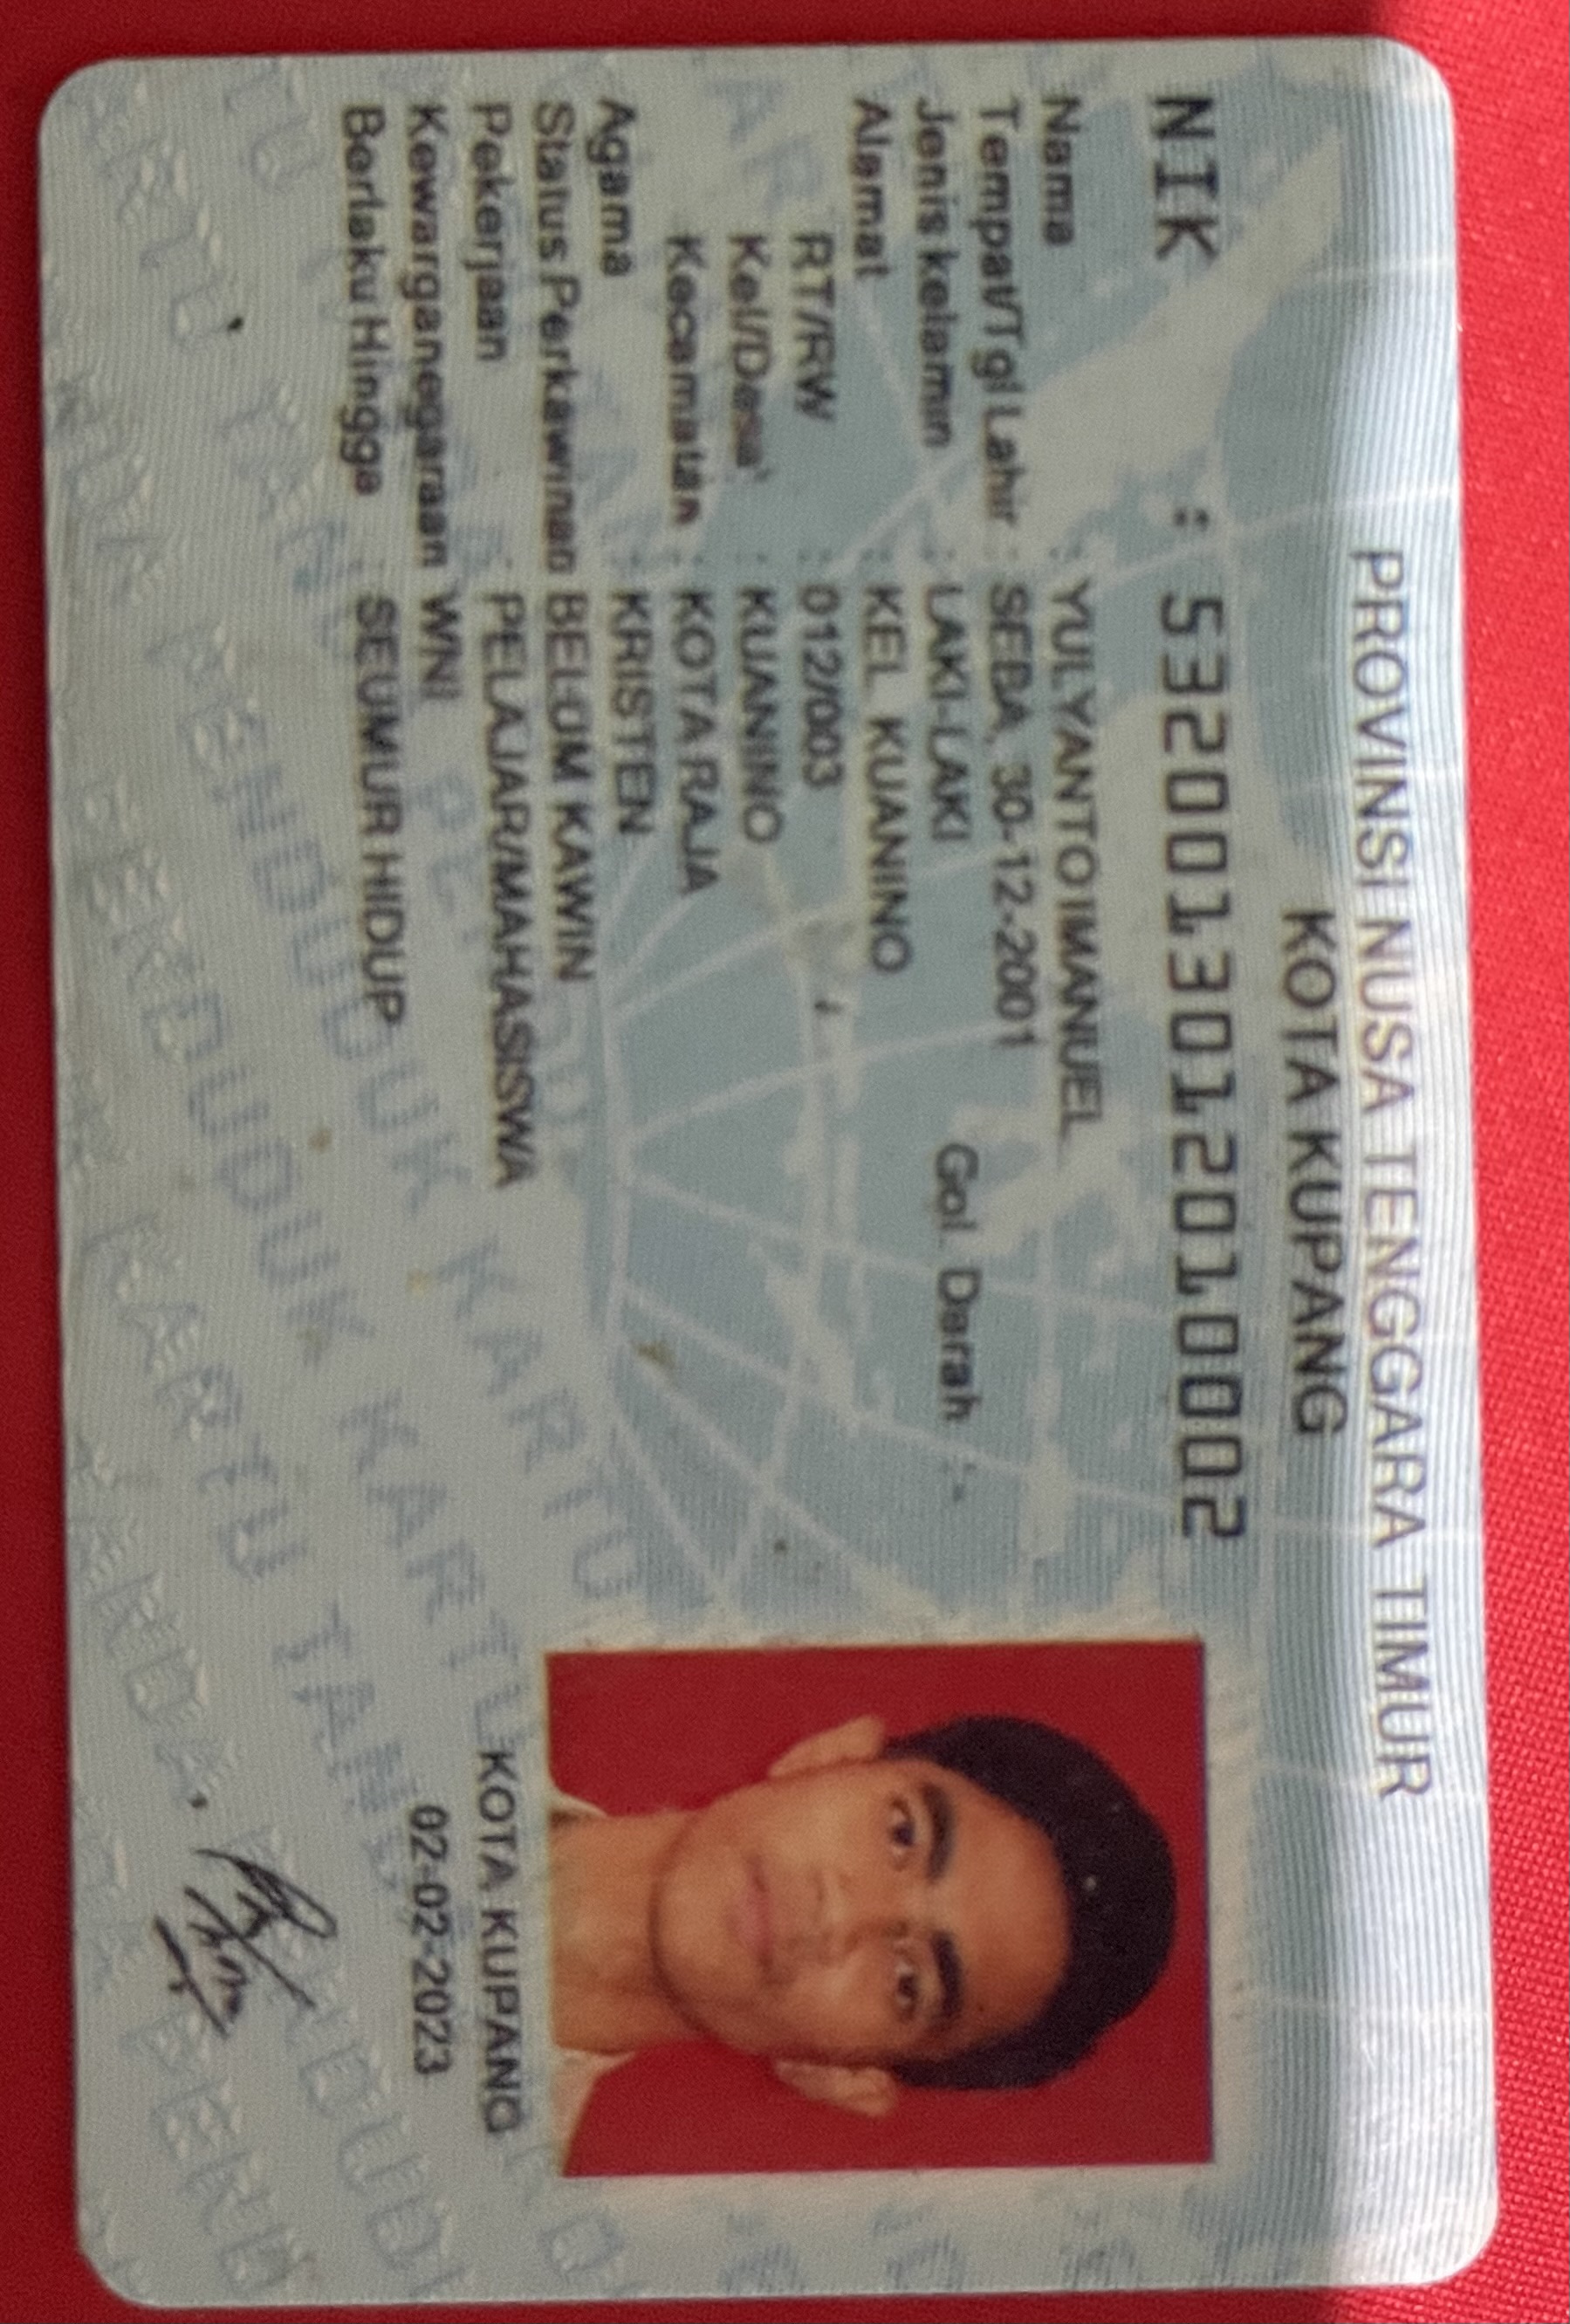 PROVINSI NUSA TENGGARA TIMUR
KOTA KUPANG
NIK : 5320013012010002
Nama : YULYANTO IMANUEL
Tempat/Tgl Lahir : SEBA, 30-12-2001
Jenis kelamin : LAKI-LAKI Gol. Darah : -
Alamat : KEL KUANINO
RT/RW : 012/003
Kel/Desa : KUANINO
Kecamatan : KOTA RAJA
Agama : KRISTEN
Status Perkawinan : BELUM KAWIN
Pekerjaan : PELAJAR/MAHASISWA
Kewarganegaraan : WNI
Berlaku Hingga : SEUMUR HIDUP
KOTA KUPANG
02-02-2023